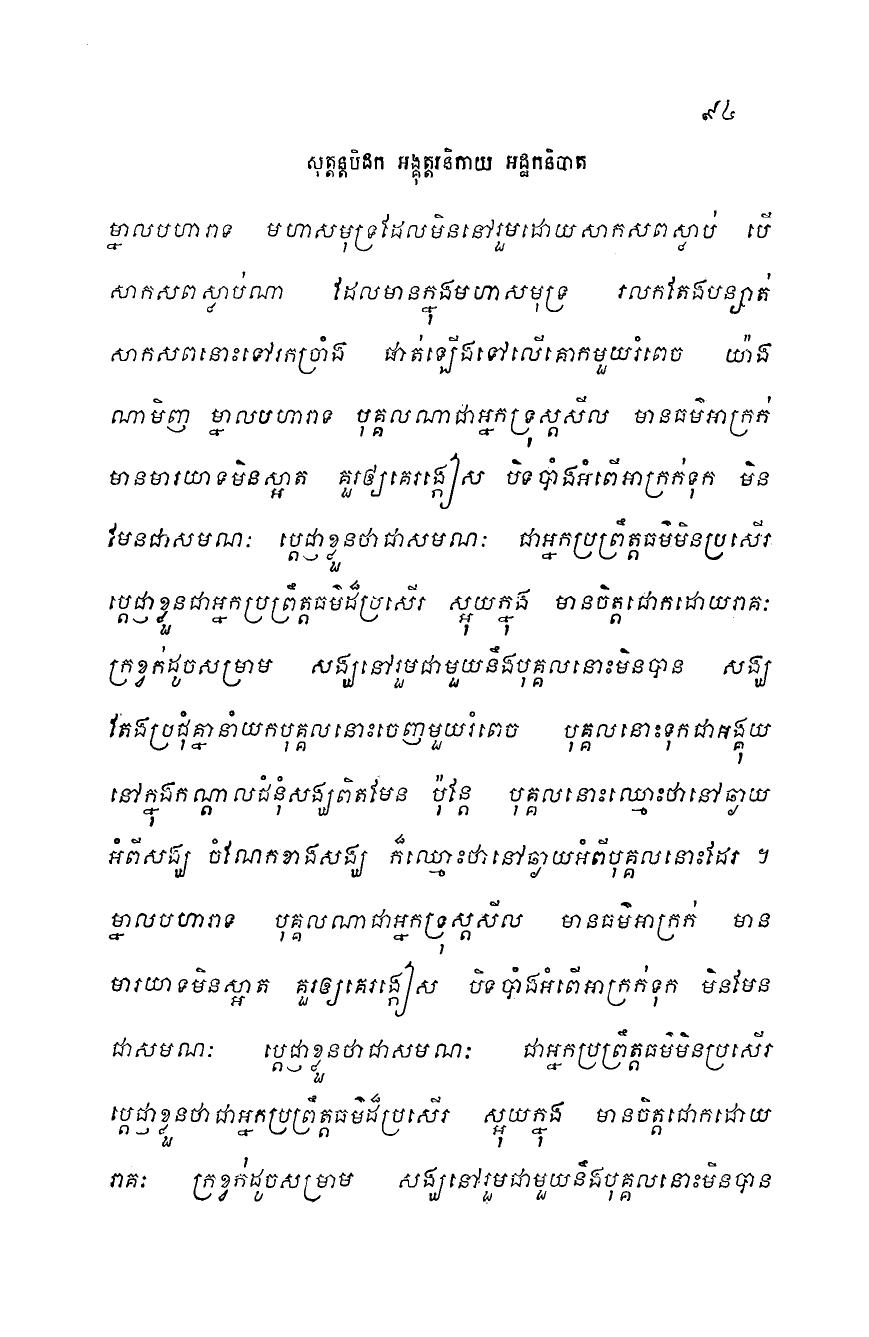 ៩៤
សុត្តន្តបិដក អង្គុត្តរនិកាយ អដ្ឋកនិបាត
ម្នាលបហារាទ មហាសមុទ្រដែលមិននៅរួមដោយសាកសពស្អុយ បើ
សាកសពស្លាប់ណា ដែលមានក្នុងមហាសមុទ្រ រលកតែងបន្សាត់
សាកសពនោះទៅរកច្រាំង ផាត់ឡើងទៅលើគោកមួយរំពេច យ៉ាង
ណាមិញ ម្នាលបហារាទ បុគ្គលណាជាអ្នកទ្រុស្តសីល មានធម៌អាក្រក់
មានមារយាទមិនស្អាត គួរឲ្យគេរង្កៀស បិទបាំងអំពើអាក្រក់ទុក មិន
មែនជាសមណៈ ប្តេជ្ញាខ្លួនថាជាសមណៈ ជាអ្នកប្រព្រឹត្តធម៌មិនប្រសើរ
ប្តេជ្ញាខ្លួនជាអ្នកប្រព្រឹត្តធម៌ដ៏ប្រសើរ ស្អុយក្នុង មានចិត្តជោកដោយរាគៈ
ក្រខ្វក់ដូចសម្រាម សង្ឃនៅរួមជាមួយនឹងបុគ្គលនោះមិនបាន សង្ឃ
តែងប្រជុំគ្នានាំយកបុគ្គលនោះចេញមួយរំពេច បុគ្គលនោះទុកជាអង្គុយ
នៅក្នុងកណ្តាលជំនុំសង្ឃពិតមែន ប៉ុន្តែ បុគ្គលនោះឈ្មោះថានៅឆ្ងាយ
អំពីសង្ឃ ចំណែកខាងសង្ឃ ក៏ឈ្មោះថានៅឆ្ងាយអំពីបុគ្គលនោះដែរ ។
ម្នាលបហារាទ បុគ្គលណាជាអ្នកទ្រុស្តសីល មានធម៌អាក្រក់ មាន
មារយាទមិនស្អាត គួរឲ្យគេរង្កៀស បិទបាំងអំពើអាក្រក់ទុក មិនមែន
ជាសមណៈ ប្តេជ្ញាខ្លួនថាជាសមណៈ ជាអ្នកប្រព្រឹត្តធម៌មិនប្រសើរ
ប្តេជ្ញាខ្លួនថាជាអ្នកប្រព្រឹត្តធម៌ដ៏ប្រសើរ ស្អុយក្នុង មានចិត្តជោកដោយ
រាគៈ ក្រខ្វក់ដូចសម្រាម សង្ឃនៅរួមជាមួយនឹងបុគ្គលនោះមិនបាន